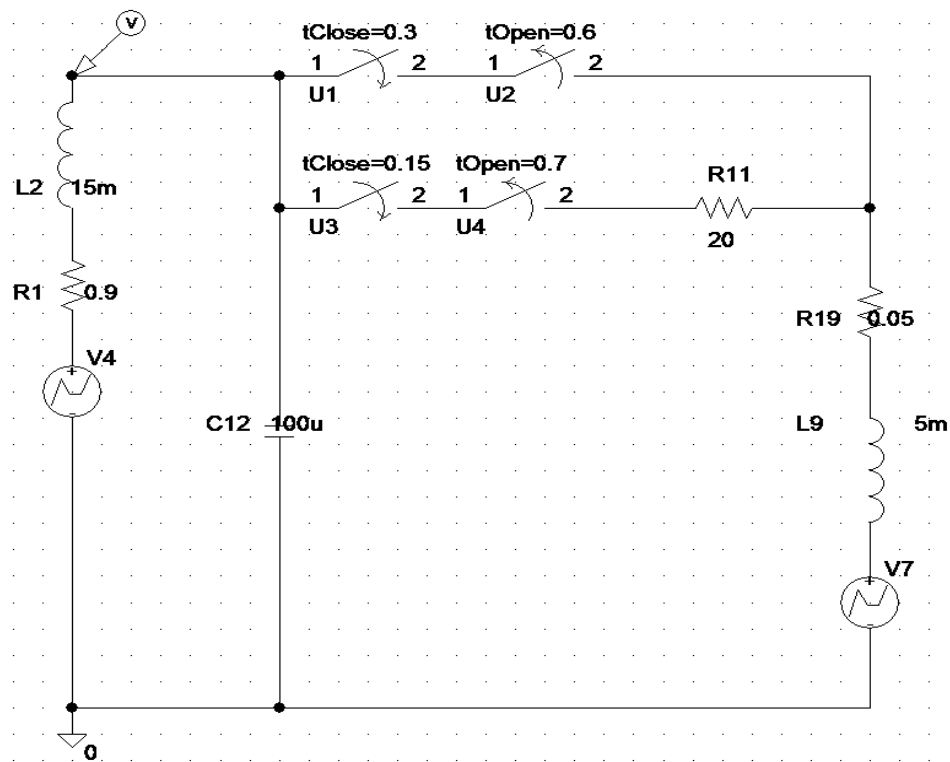 V
tClose=0.3 tOpen=0.6
1 2 1 2
U1 U2
tClose=0.15 tOpen=0.7 R11
L2 15m 1 2 1 2
U3 U4 20
R1 0.9
R19 0.05
V4
C12 100u L9 5m
V7
0